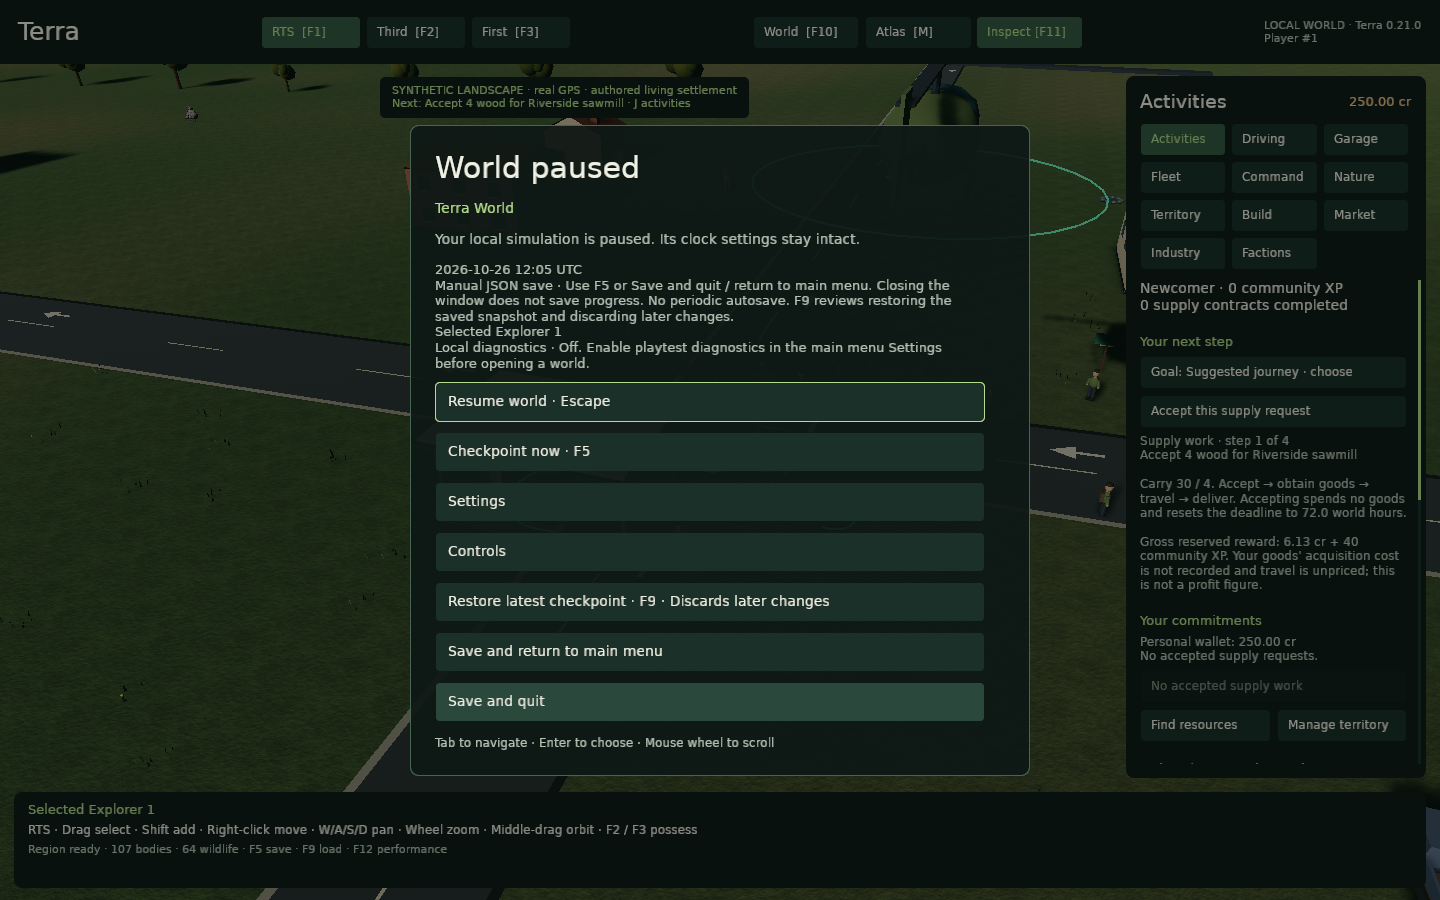 Terra
RTS [F1]
Third [F2]
First [F3]
World [F10]
Atlas [M]
Inspect [F11]
LOCAL WORLD · Terra 0.21.0
Player #1
SYNTHETIC LANDSCAPE · real GPS · authored living settlement
Next: Accept 4 wood for Riverside sawmill · J activities
World paused
Terra World
Your local simulation is paused. Its clock settings stay intact.
2026-10-26 12:05 UTC
Manual JSON save · Use F5 or Save and quit / return to main menu. Closing the
window does not save progress. No periodic autosave. F9 reviews restoring the
saved snapshot and discarding later changes.
Selected Explorer 1
Local diagnostics · Off. Enable playtest diagnostics in the main menu Settings
before opening a world.
Resume world · Escape
Checkpoint now · F5
Settings
Controls
Restore latest checkpoint · F9 · Discards later changes
Save and return to main menu
Save and quit
Tab to navigate · Enter to choose · Mouse wheel to scroll
Activities
250.00 cr
Activities
Driving
Garage
Fleet
Command
Nature
Territory
Build
Market
Industry
Factions
Newcomer · 0 community XP
0 supply contracts completed
Your next step
Goal: Suggested journey · choose
Accept this supply request
Supply work · step 1 of 4
Accept 4 wood for Riverside sawmill
Carry 30 / 4. Accept → obtain goods →
travel → deliver. Accepting spends no goods
and resets the deadline to 72.0 world hours.
Gross reserved reward: 6.13 cr + 40
community XP. Your goods' acquisition cost
is not recorded and travel is unpriced; this
is not a profit figure.
Your commitments
Personal wallet: 250.00 cr
No accepted supply requests.
No accepted supply work
Find resources
Manage territory
Selected Explorer 1
RTS · Drag select · Shift add · Right-click move · W/A/S/D pan · Wheel zoom · Middle-drag orbit · F2 / F3 possess
Region ready · 107 bodies · 64 wildlife · F5 save · F9 load · F12 performance